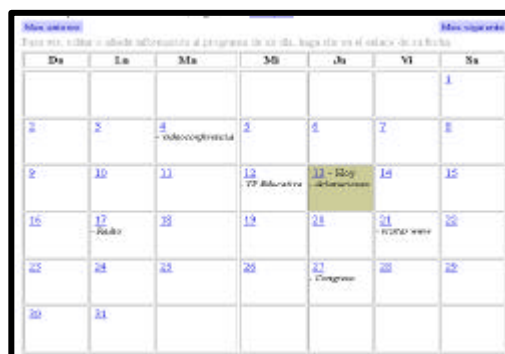 Mes anterior Mes siguiente
Para ver, editar o añadir información al programa de un día, haga clic en el enlace de su fecha
Do Lu Ma Mi Ju Vi Sa
1
2 3 4 5 6 7 8
- videoconferencia
9 10 11 12 13 - Hoy 14 15
- TV Educativa
16 17 18 19 20 21 22
- Radio
23 24 25 26 27 28 29
- Congreso
30 31